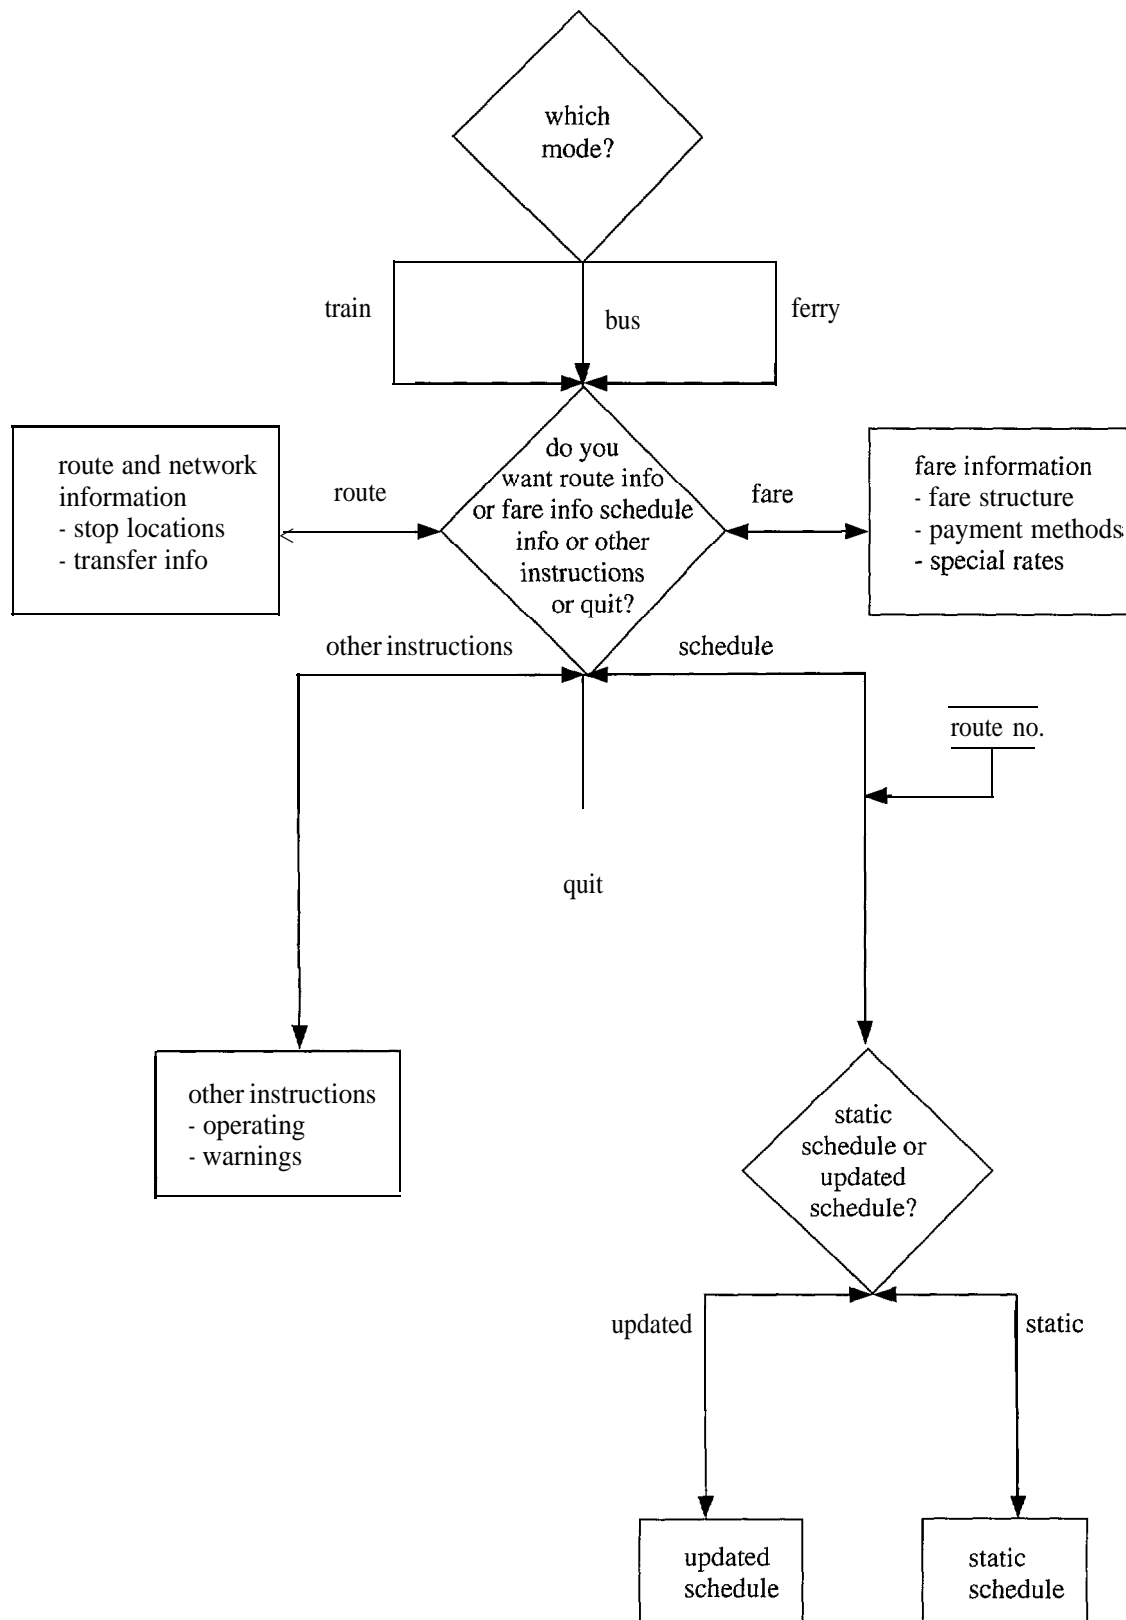 which
mode?
train
bus
ferry
route and network
information
- stop locations
- transfer info
route
do you
want route info
or fare info schedule
info or other
instructions
or quit?
fare
fare information
- fare structure
- payment methods
- special rates
other instructions
schedule
route no.
quit
other instructions
- operating
- warnings
static
schedule or
updated
schedule?
updated
static
updated
schedule
static
schedule